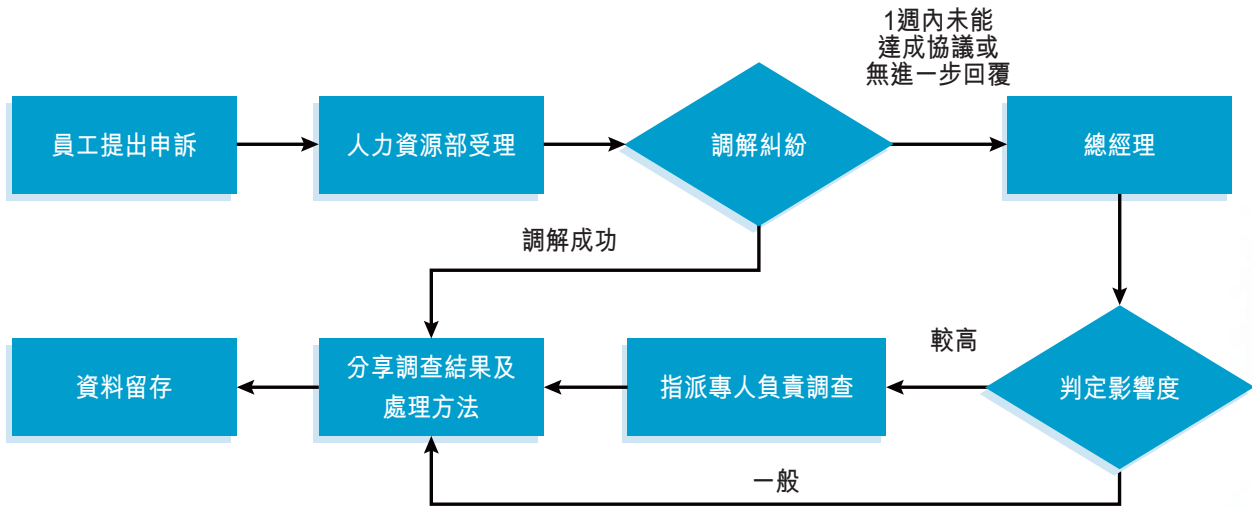 1週內未能
達成協議或
無進一步回覆
員工提出申訴
人力資源部受理
調解糾紛
總經理
調解成功
較高
資料留存
分享調查結果及
處理方法
指派專人負責調查
判定影響度
一般